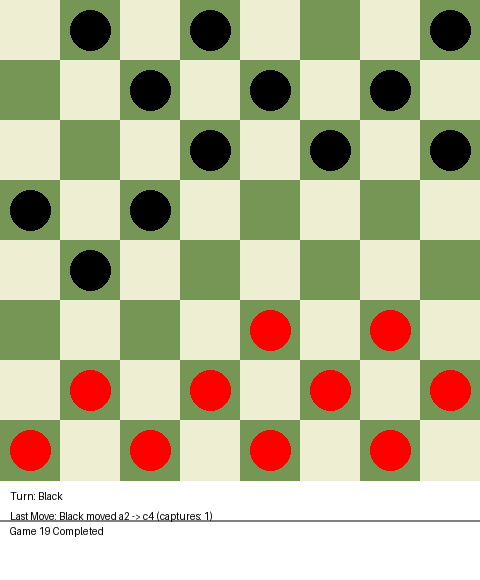 Turn: Black
Last Move: Black moved a2 -> c4 (captures: 1)
Game 19 Completed